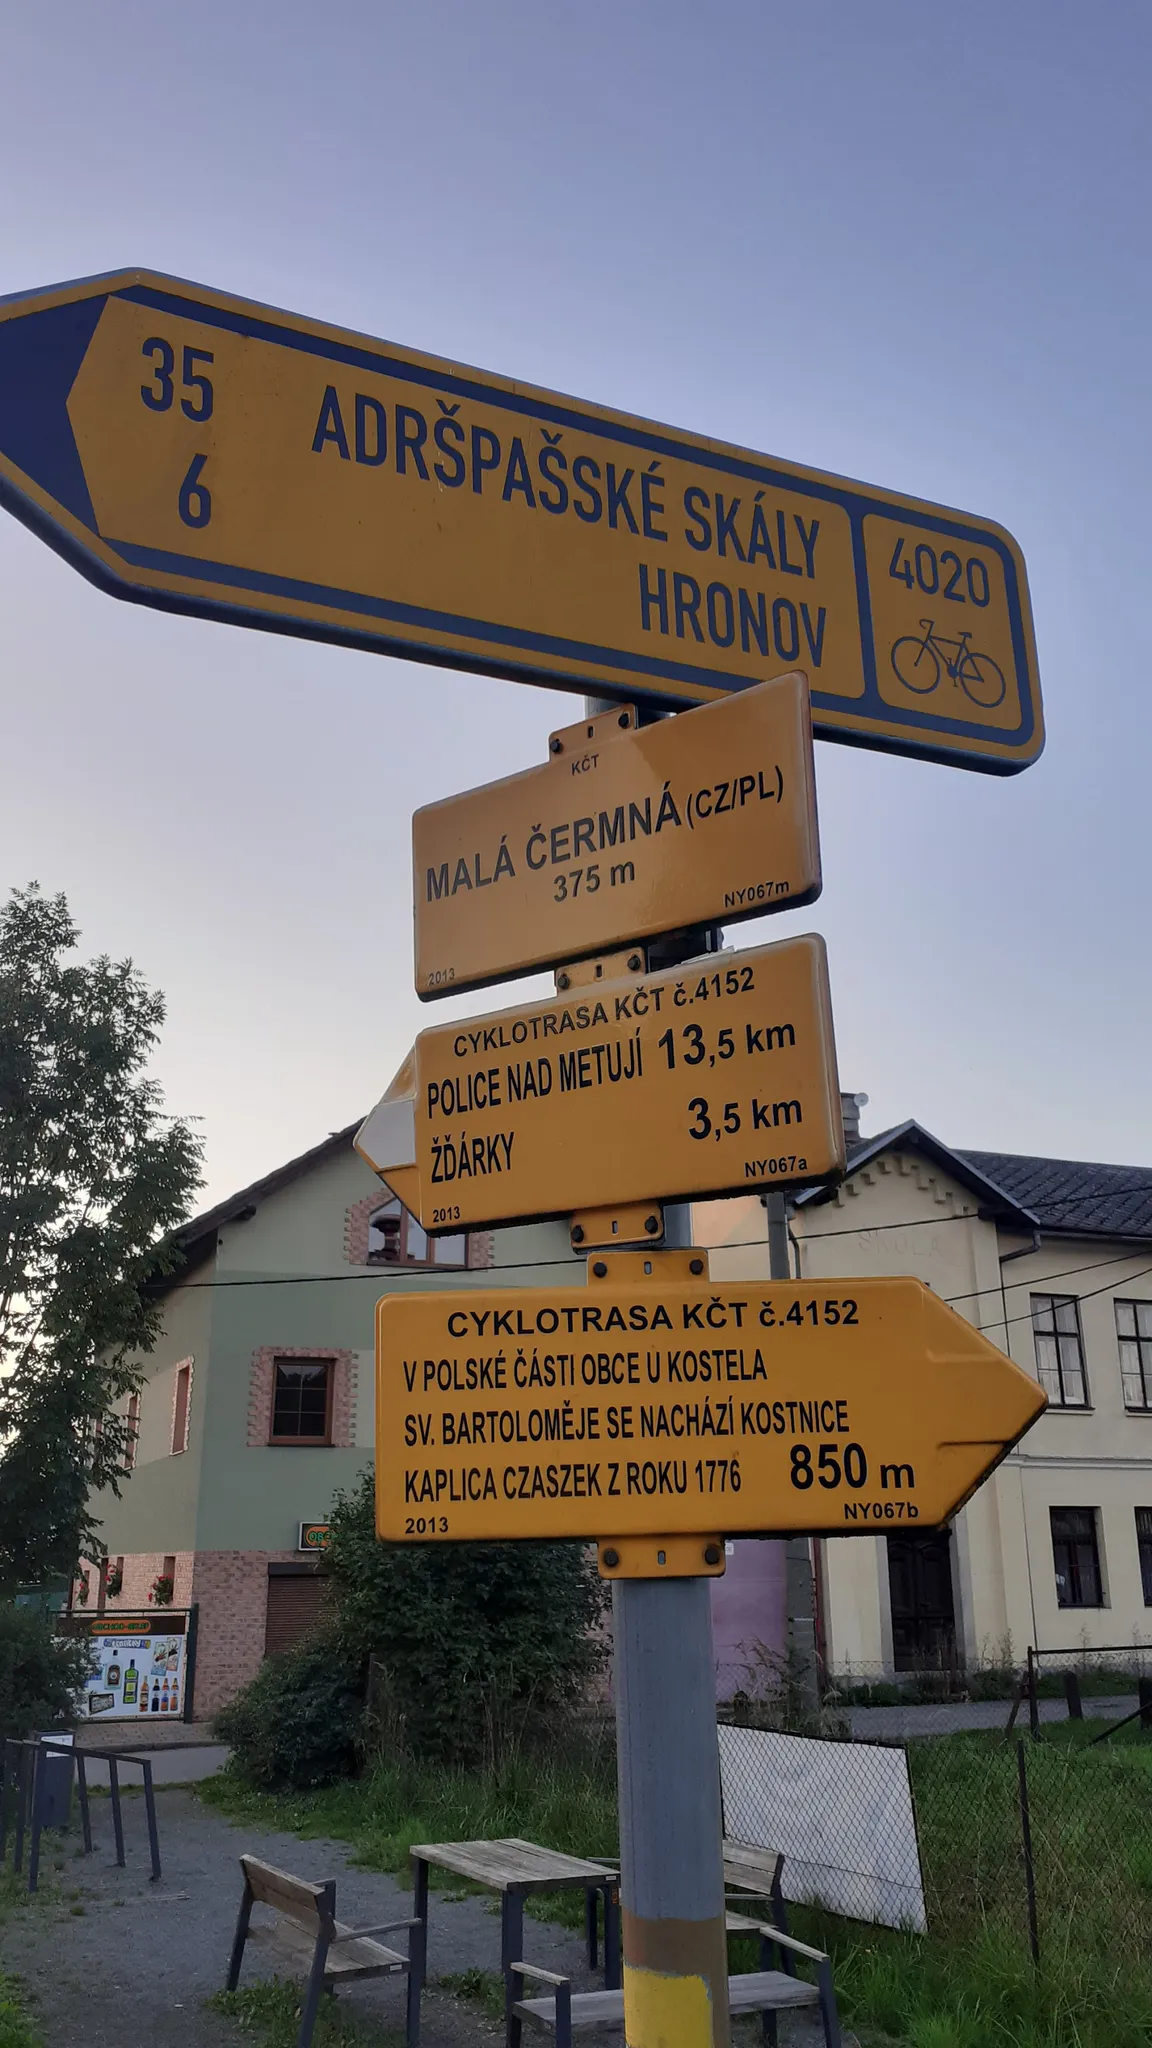 35 ADRŠPAŠSKÉ SKÁLY
6 HRONOV
4020
KČT
MALÁ ČERMNÁ (CZ/PL)
375 m
NY067m
2013
CYKLOTRASA KČT č.4152
POLICE NAD METUJÍ 13,5 km
ŽĎÁRKY 3,5 km
NY067a
2013
CYKLOTRASA KČT č.4152
V POLSKÉ ČÁSTI OBCE U KOSTELA
SV. BARTOLOMĚJE SE NACHÁZÍ KOSTNICE
KAPLICA CZASZEK Z ROKU 1776 850 m
NY067b
2013
ŠKOLA